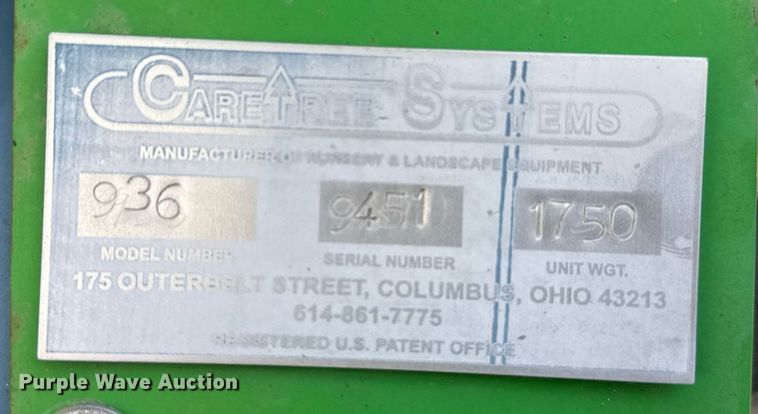 CARETREE SYSTEMS
MANUFACTURER OF NURSERY & LANDSCAPE EQUIPMENT
936 9451 1750
MODEL NUMBER SERIAL NUMBER UNIT WGT.
175 OUTERBELT STREET, COLUMBUS, OHIO 43213
614-861-7775
REGISTERED U.S. PATENT OFFICE
Purple Wave Auction